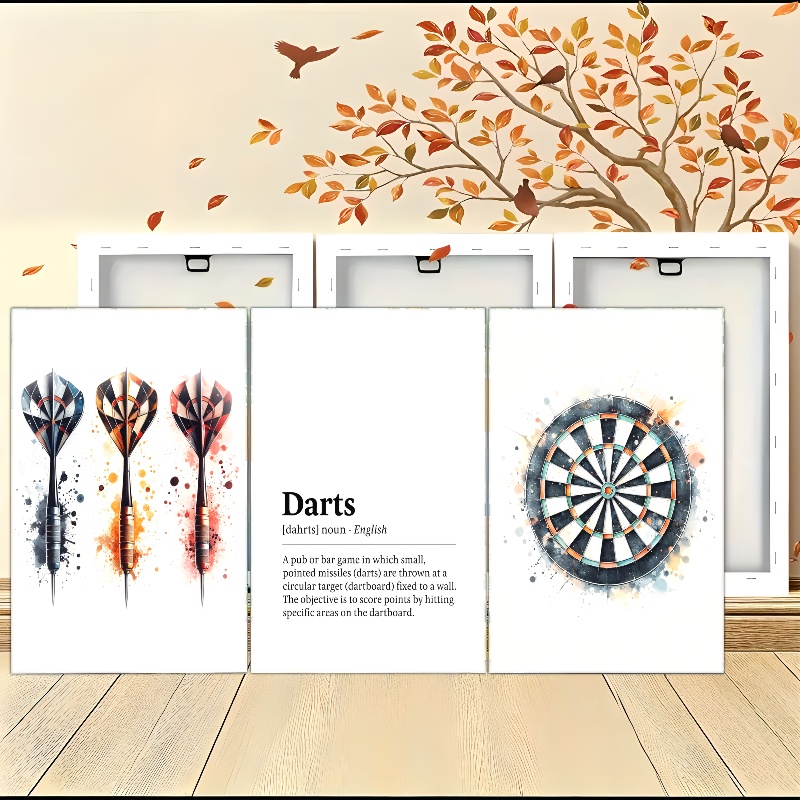 Darts
[dahrts] noun - English
A pub or bar game in which small,
pointed missiles (darts) are thrown at a
circular target (dartboard) fixed to a wall.
The objective is to score points by hitting
specific areas on the dartboard.